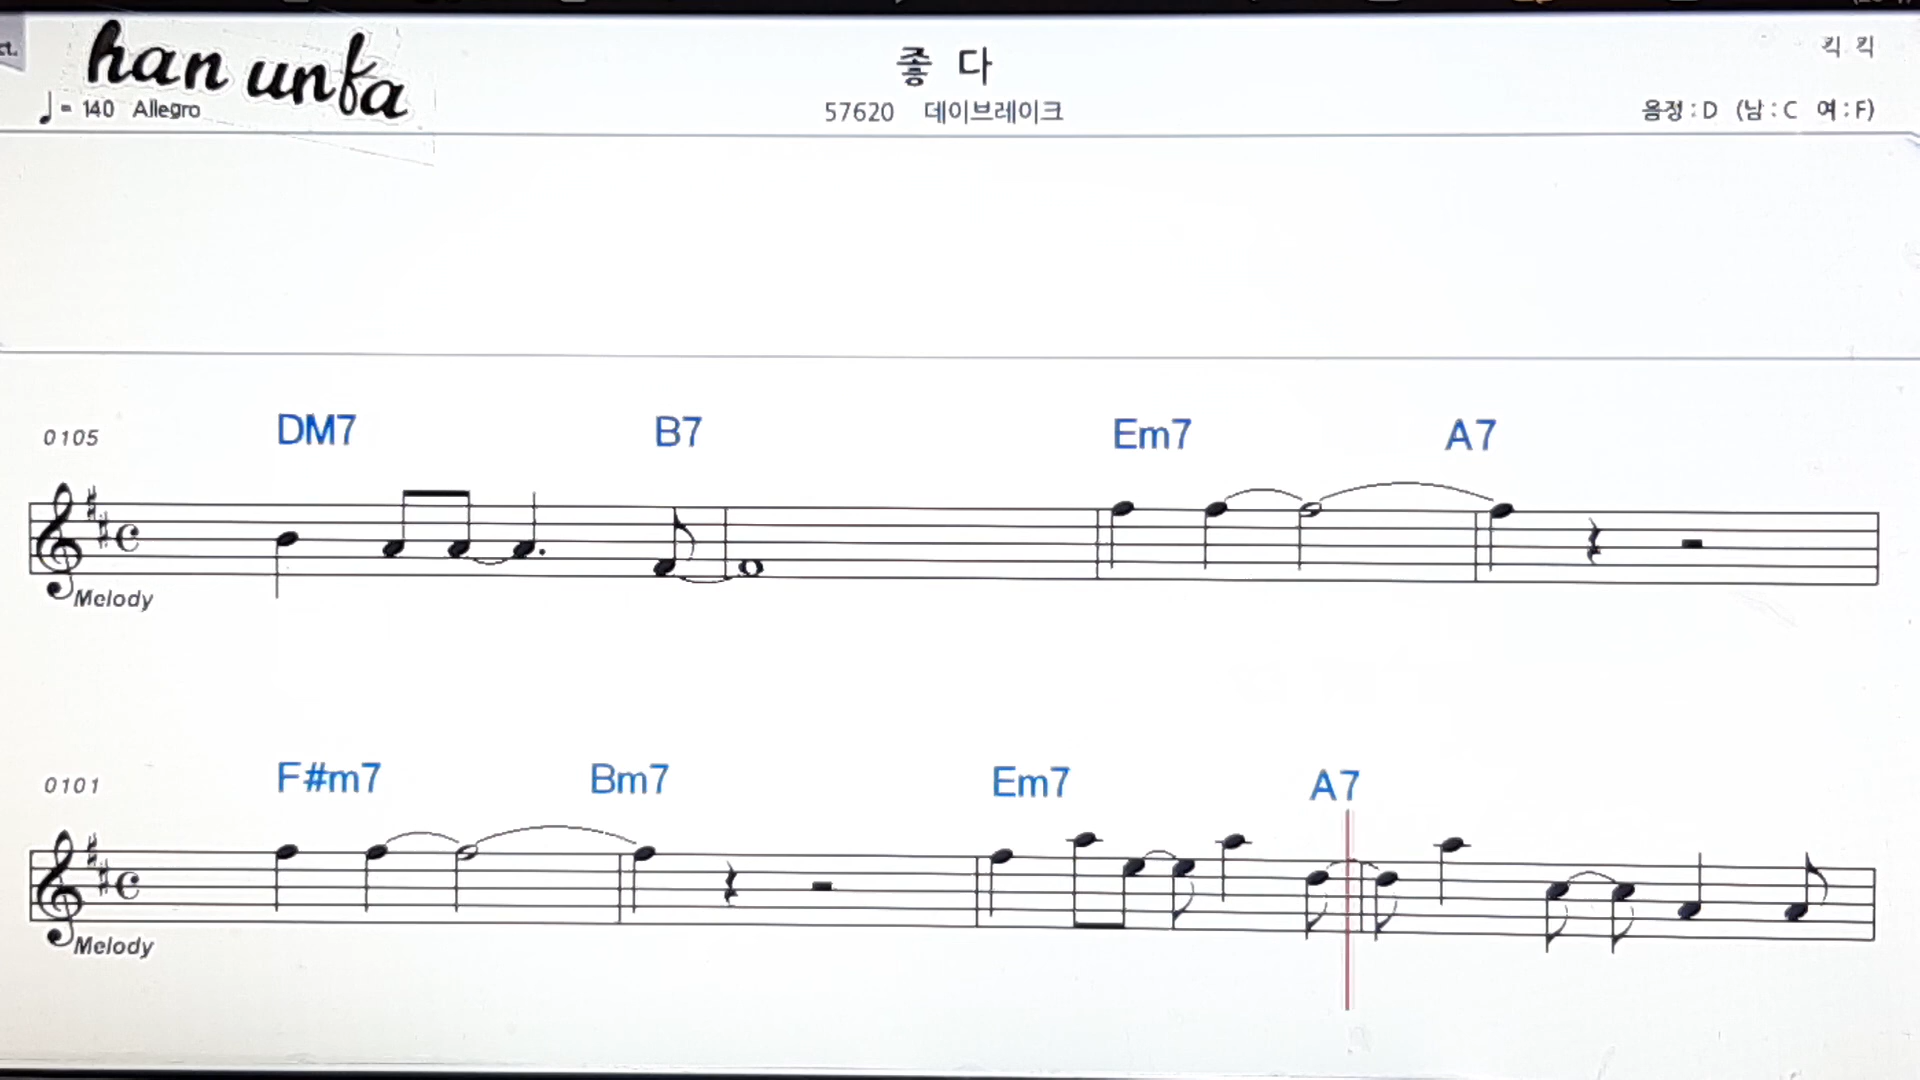 ct.
han unfa
좋 다
킥 킥
♩= 140 Allegro
57620 데이브레이크
음정 : D (남 : C 여 : F)
0105
DM7 B7 Em7 A7
Melody
0101
F#m7 Bm7 Em7 A7
Melody